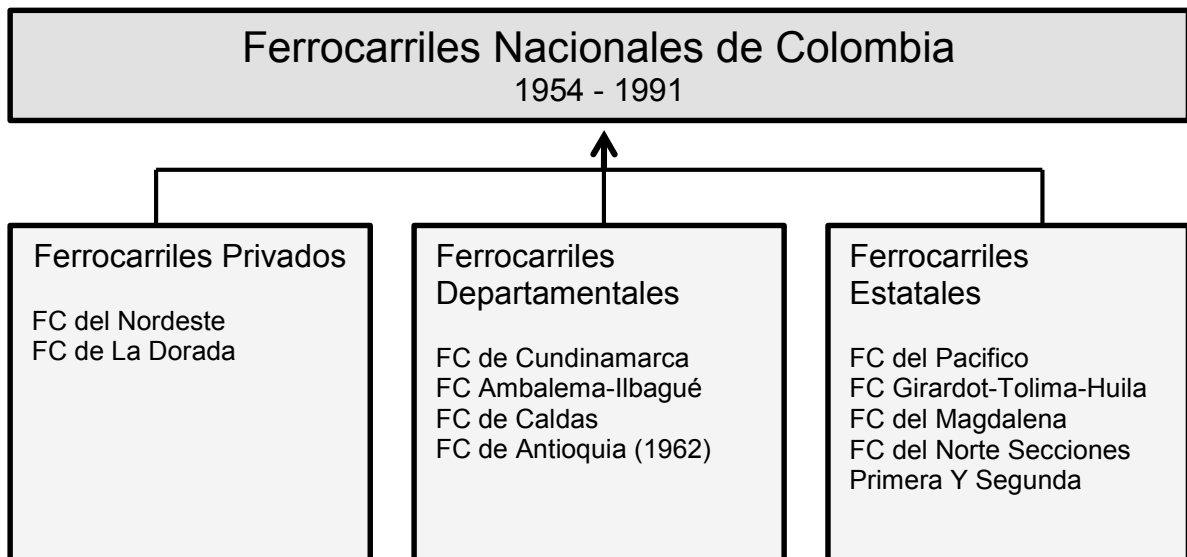 Ferrocarriles Nacionales de Colombia
1954 - 1991
Ferrocarriles Privados
FC del Nordeste
FC de La Dorada
Ferrocarriles
Departamentales
FC de Cundinamarca
FC Ambalema-Ilbagué
FC de Caldas
FC de Antioquia (1962)
Ferrocarriles
Estatales
FC del Pacifico
FC Girardot-Tolima-Huila
FC del Magdalena
FC del Norte Secciones
Primera Y Segunda